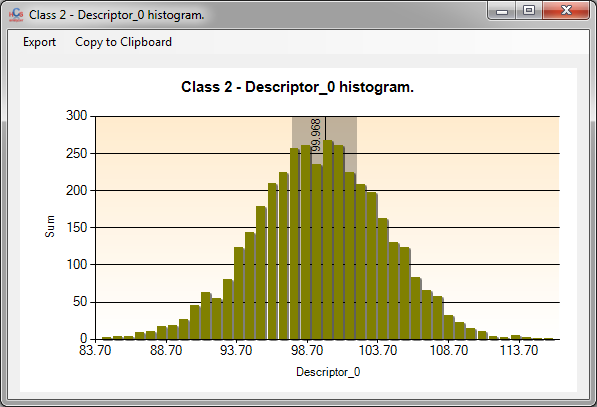 Class 2 - Descriptor_0 histogram.
Export Copy to Clipboard
Class 2 - Descriptor_0 histogram.
300
99.968
250
200
150
Sum
100
50
0
83.70 88.70 93.70 98.70 103.70 108.70 113.70
Descriptor_0